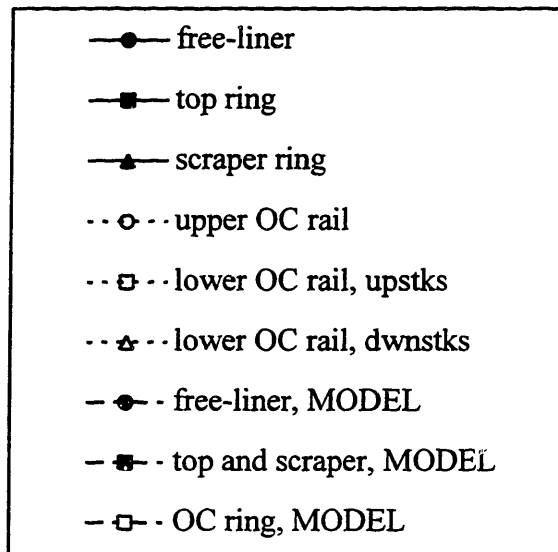 free-liner
top ring
scraper ring
upper OC rail
lower OC rail, upstks
lower OC rail, dwnstks
free-liner, MODEL
top and scraper, MODEL
OC ring, MODEL